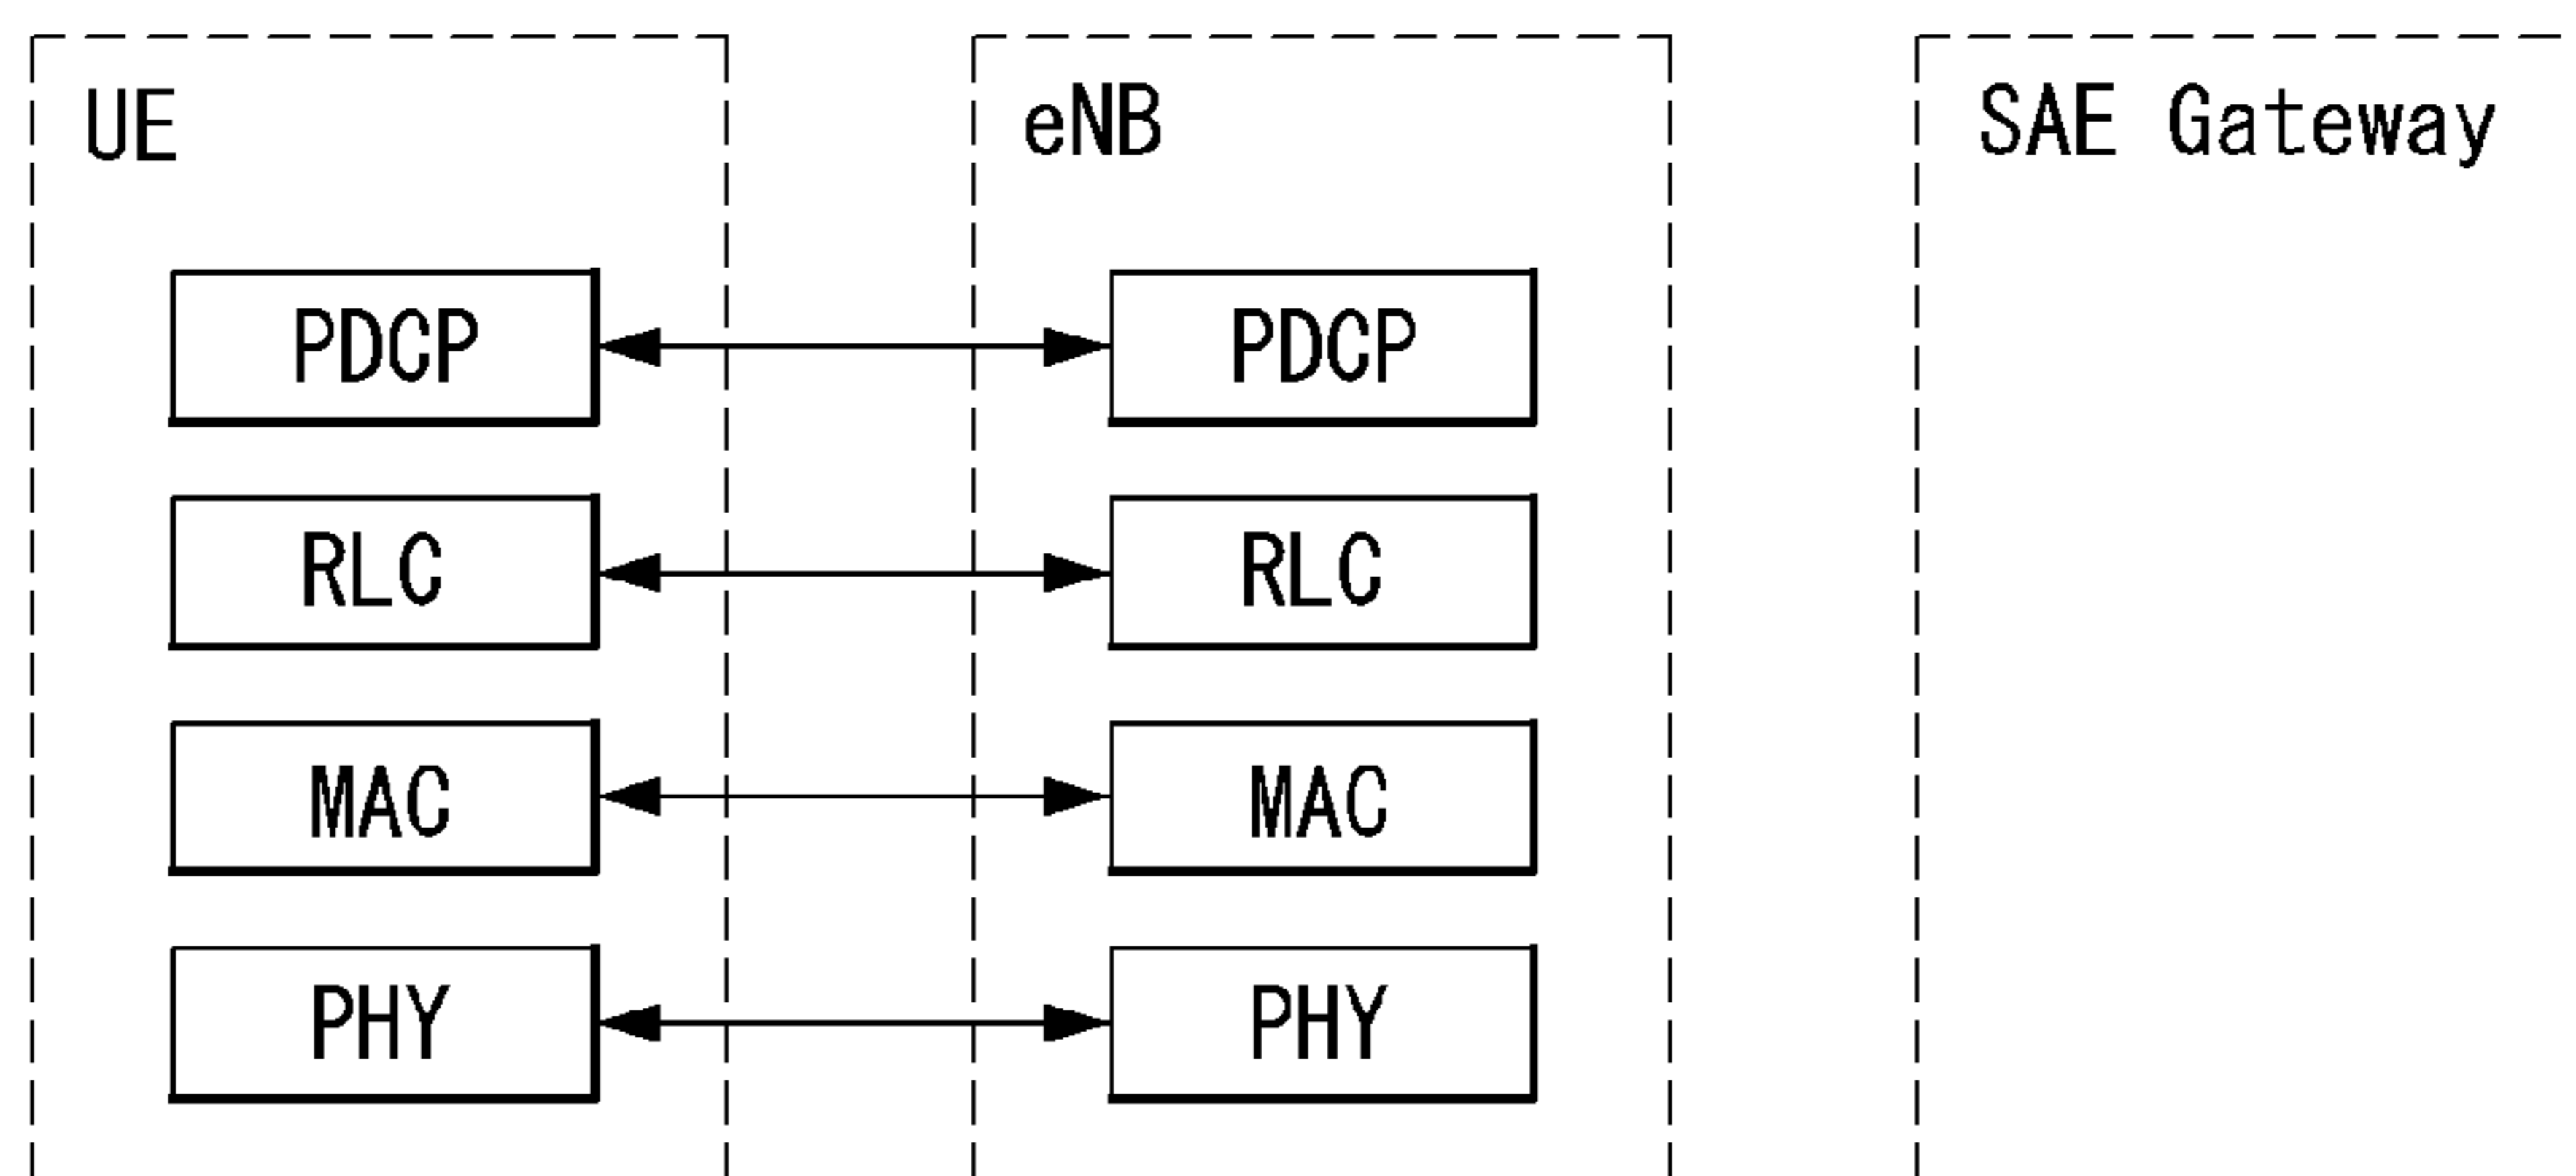 UE
eNB
SAE Gateway
PDCP
PDCP
RLC
RLC
MAC
MAC
PHY
PHY